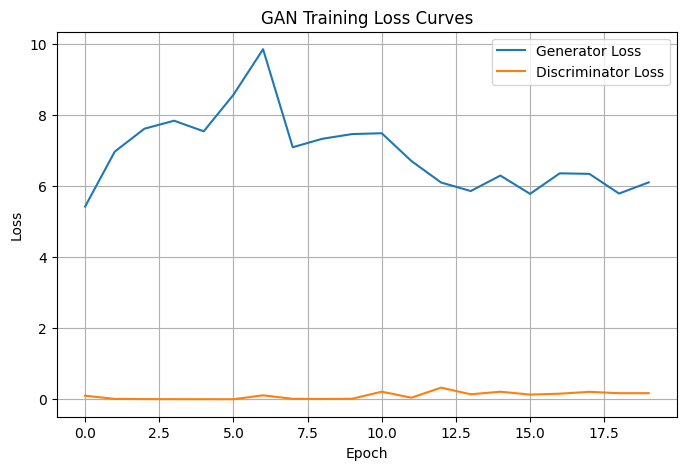 GAN Training Loss Curves
Generator Loss
Discriminator Loss
Loss
10
8
6
4
2
0
0.0 2.5 5.0 7.5 10.0 12.5 15.0 17.5
Epoch